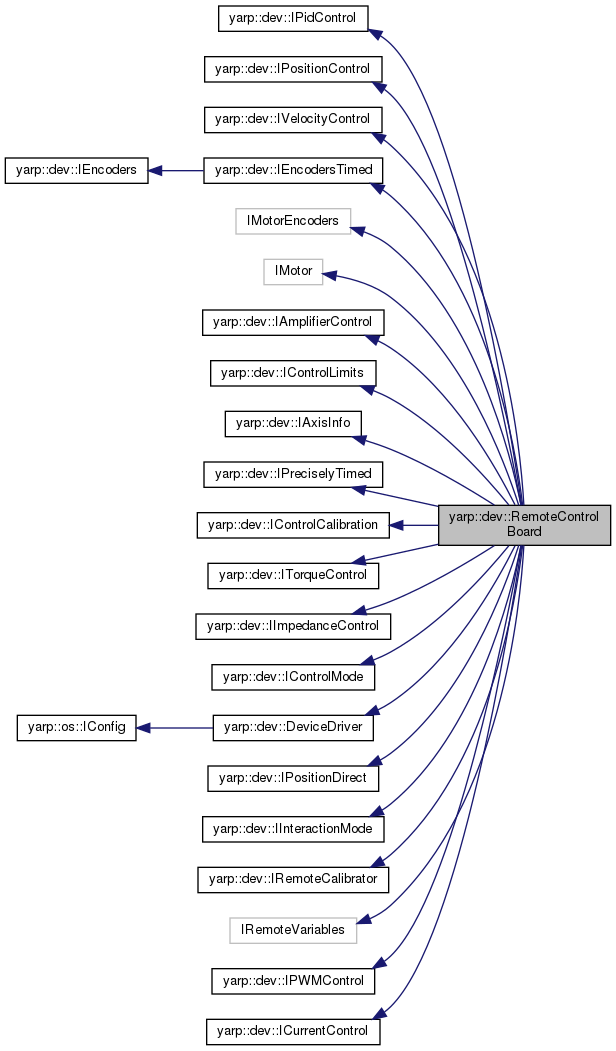 yarp::dev::IPidControl
yarp::dev::IPositionControl
yarp::dev::IVelocityControl
yarp::dev::IEncoders
yarp::dev::IEncodersTimed
IMotorEncoders
IMotor
yarp::dev::IAmplifierControl
yarp::dev::IControlLimits
yarp::dev::IAxisInfo
yarp::dev::IPreciselyTimed
yarp::dev::RemoteControl
Board
yarp::dev::IControlCalibration
yarp::dev::ITorqueControl
yarp::dev::IImpedanceControl
yarp::dev::IControlMode
yarp::os::IConfig
yarp::dev::DeviceDriver
yarp::dev::IPositionDirect
yarp::dev::IInteractionMode
yarp::dev::IRemoteCalibrator
IRemoteVariables
yarp::dev::IPWMControl
yarp::dev::ICurrentControl